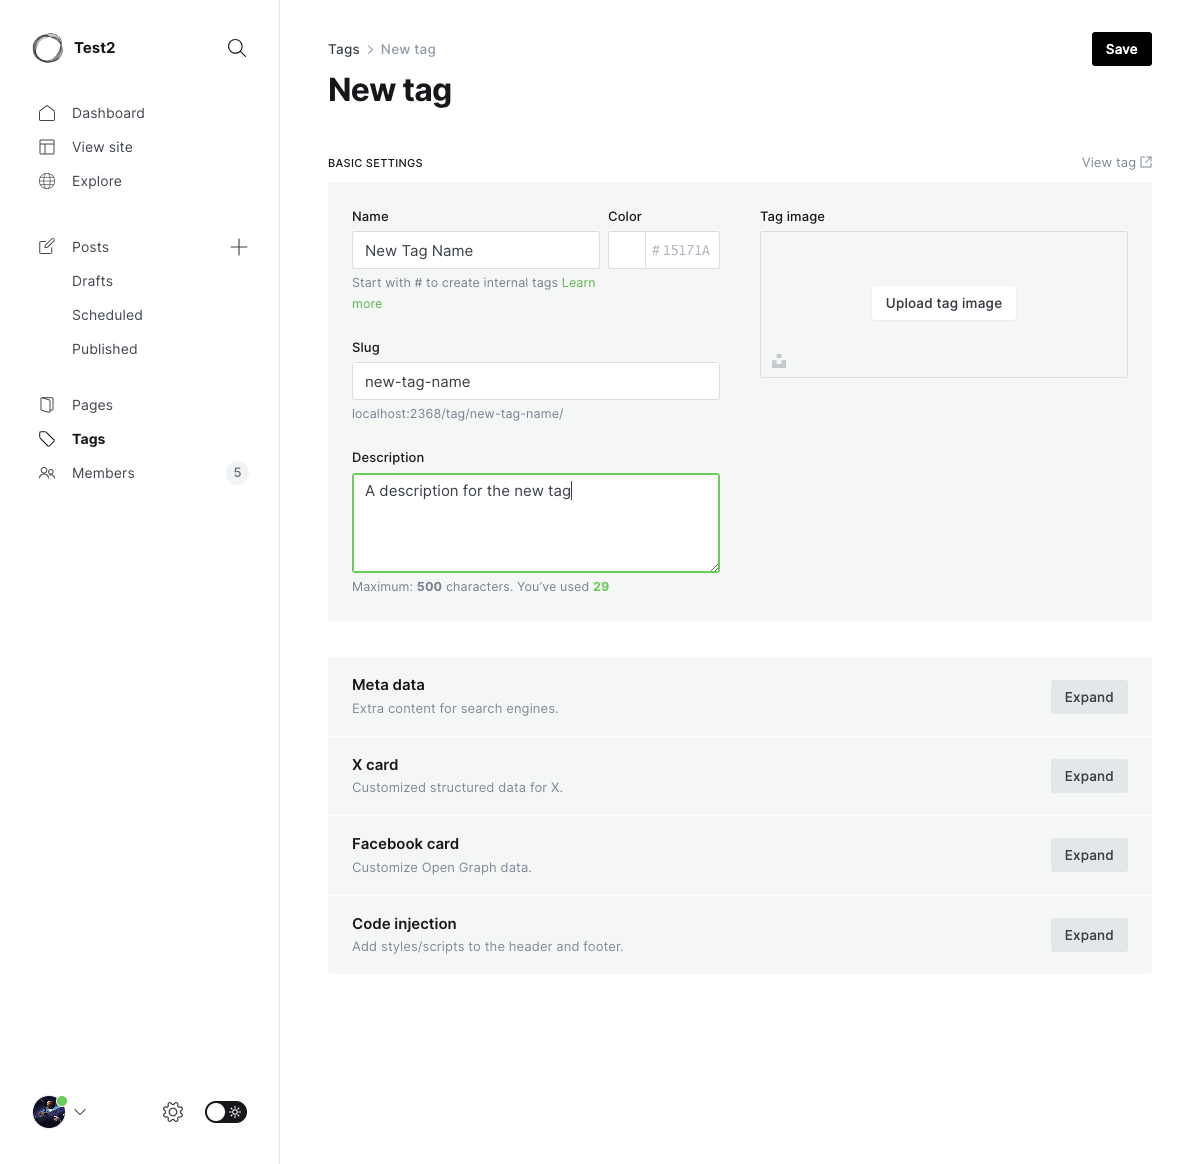 Test2
Dashboard
View site
Explore
Posts
Drafts
Scheduled
Published
Pages
Tags
Members 5
Tags > New tag
Save
New tag
BASIC SETTINGS
View tag
Name
New Tag Name
Start with # to create internal tags Learn
more
Color
# 15171A
Slug
new-tag-name
localhost:2368/tag/new-tag-name/
Description
A description for the new tag
Maximum: 500 characters. You've used 29
Tag image
Upload tag image
Meta data
Extra content for search engines.
Expand
X card
Customized structured data for X.
Expand
Facebook card
Customize Open Graph data.
Expand
Code injection
Add styles/scripts to the header and footer.
Expand